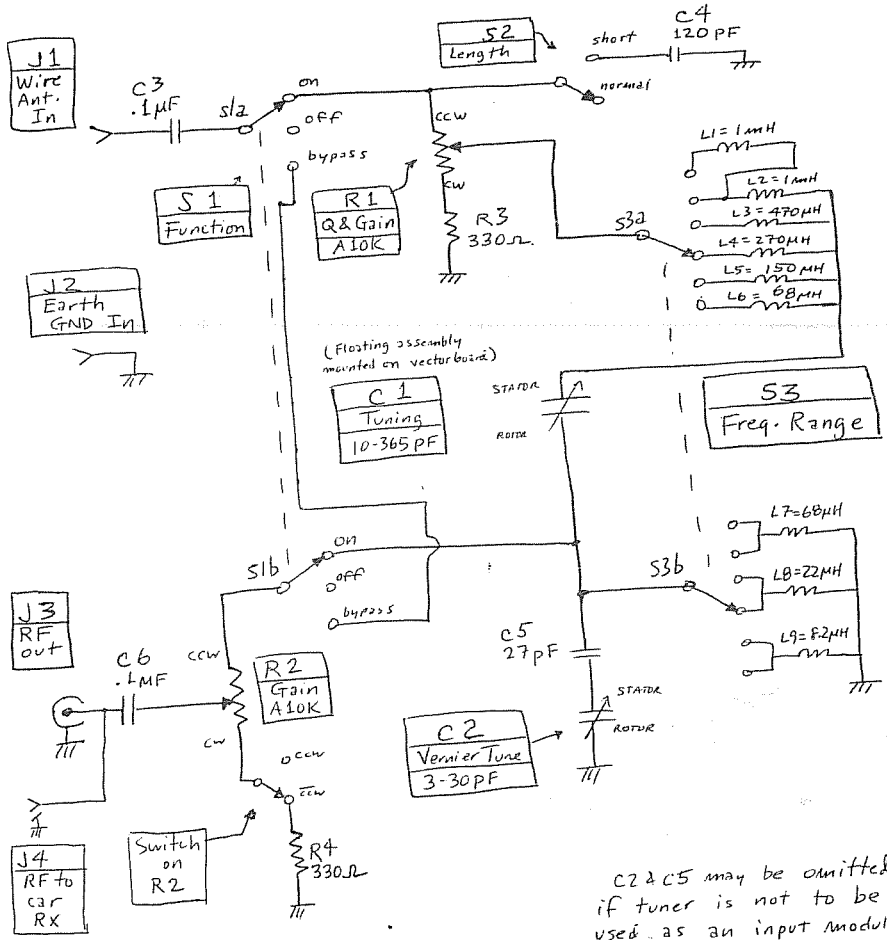 J1
Wire
Ant.
In
C3
.1µF
S1a
on
off
bypass
S2
Length
short
C4
120 PF
normal
S1
Function
R1
Q&Gain
A10K
CCW
CW
R3
330Ω
S3a
L1=1mH
L2=1mH
L3=470µH
L4=270µH
L5=150µH
L6=68µH
J2
Earth
GND In
(Floating assembly
mounted on vectorboard)
C1
Tuning
10-365pF
STATOR
ROTOR
S3
Freq. Range
S1b
on
off
bypass
S3b
L7=68µH
L8=22µH
L9=8.2µH
J3
RF
out
C6
.1MF
CCW
R2
Gain
A10K
CW
C5
27pF
C2
Vernier Tune
3-30pF
STATOR
ROTOR
CCW
C̅C̅W̅
Switch
on
R2
R4
330Ω
J4
RF to
car
RX
C2 & C5 may be omitted
if tuner is not to be
used as an input modul